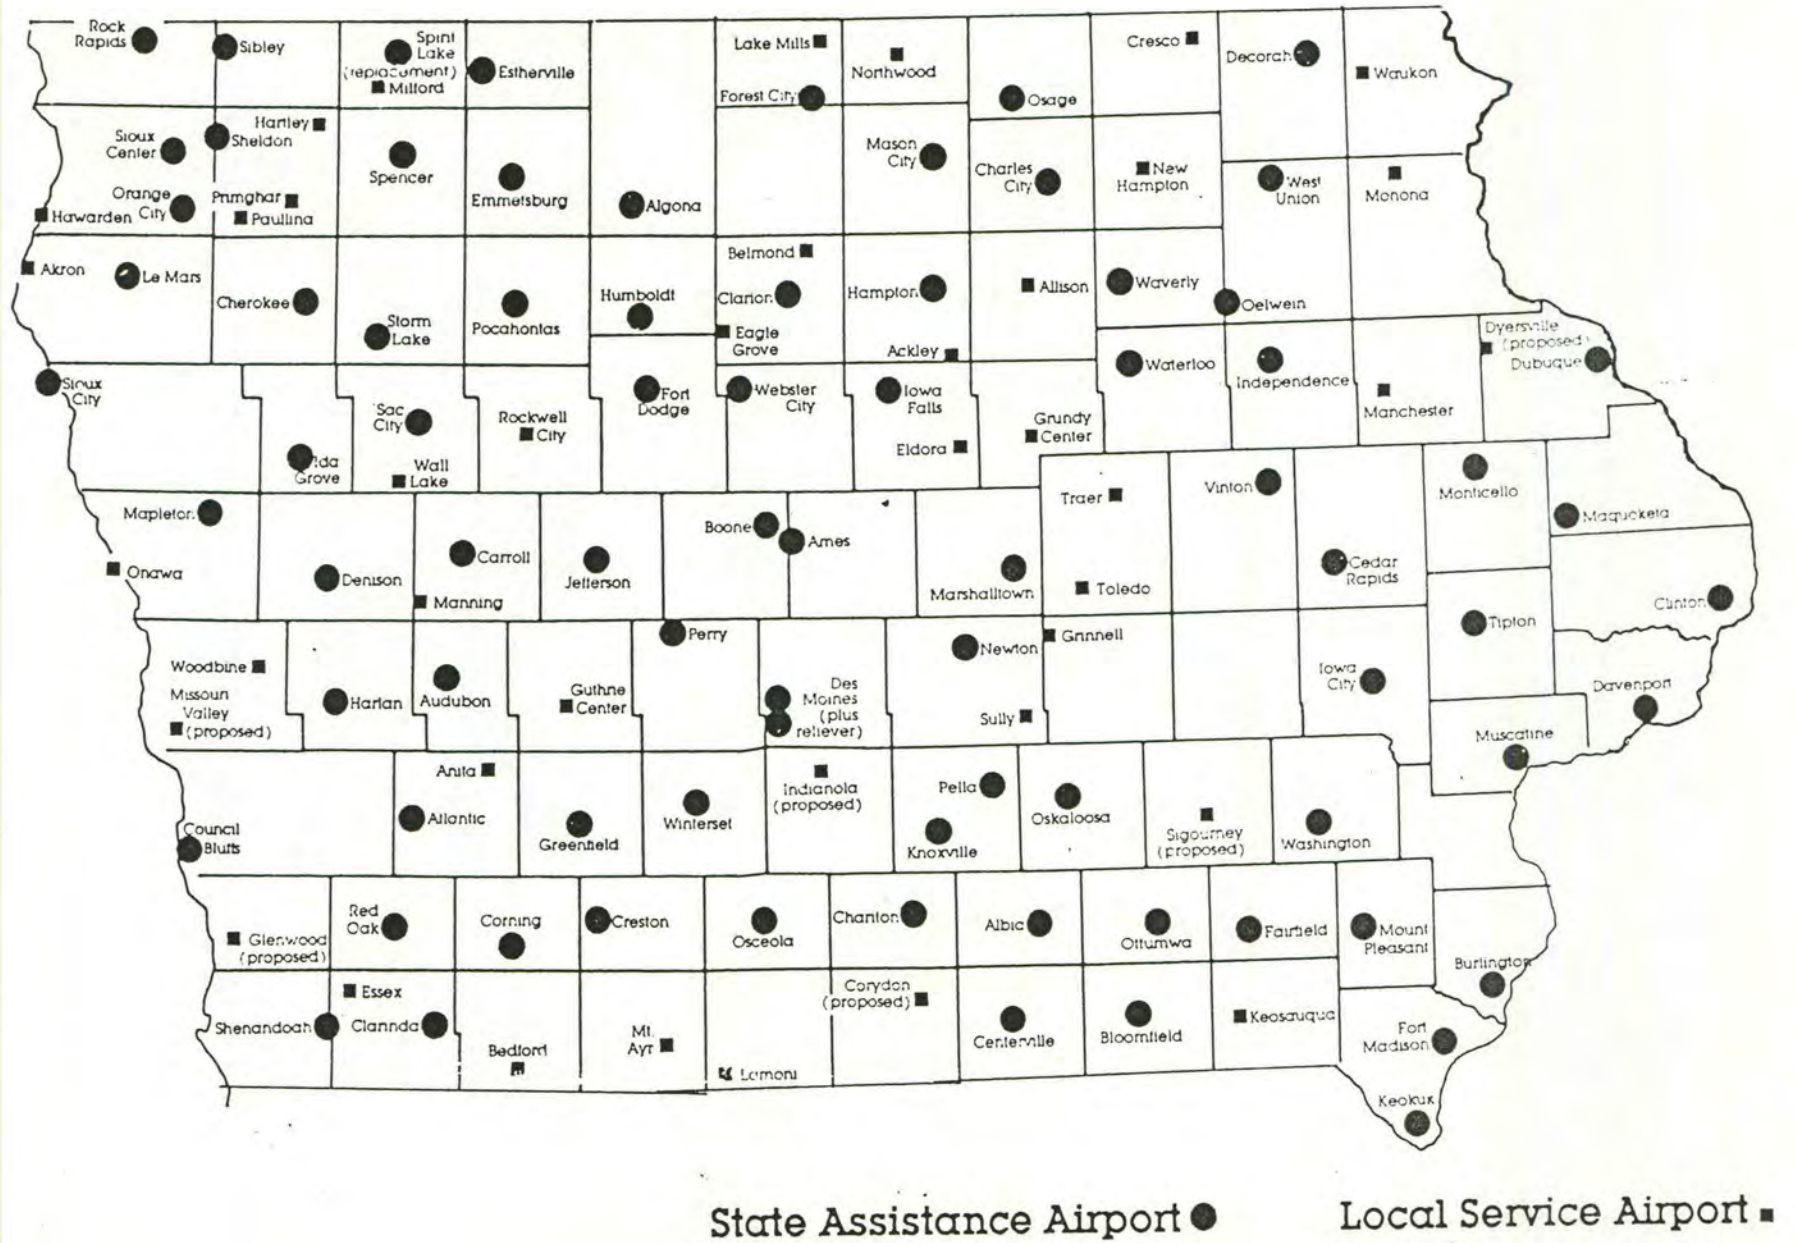 Rock
Rapids
Sibley
Spirit
Lake
(replacement)
Milford
Estherville
Lake Mills
Forest City
Northwood
Osage
Cresco
Decorah
Waukon
Sioux
Center
Hartley
Sheldon
Orange
City
Primghar
Paullina
Hawarden
Spencer
Emmetsburg
Algona
Mason
City
Charles
City
New
Hampton
West
Union
Monona
Akron
Le Mars
Cherokee
Storm
Lake
Pocahontas
Humboldt
Belmond
Clarion
Eagle
Grove
Hampton
Ackley
Allison
Waverly
Oelwein
Dyersville
(proposed)
Dubuque
Sioux
City
Ida
Grove
Sac
City
Wall
Lake
Rockwell
City
Fort
Dodge
Webster
City
Iowa
Falls
Eldora
Grundy
Center
Waterloo
Independence
Manchester
Mapleton
Onawa
Denison
Carroll
Manning
Jefferson
Boone
Ames
Marshalltown
Traer
Toledo
Vinton
Cedar
Rapids
Monticello
Maquoketa
Clinton
Tipton
Woodbine
Missouri
Valley
(proposed)
Harlan
Audubon
Guthrie
Center
Perry
Des
Moines
(plus
reliever)
Newton
Sully
Grinnell
Iowa
City
Davenport
Muscatine
Council
Bluffs
Anita
Atlantic
Greenfield
Winterset
Indianola
(proposed)
Pella
Knoxville
Oskaloosa
Sigourney
(proposed)
Washington
Glenwood
(proposed)
Red
Oak
Corning
Creston
Osceola
Chariton
Albia
Ottumwa
Fairfield
Mount
Pleasant
Burlington
Shenandoah
Essex
Clarinda
Bedford
Mt.
Ayr
Lamoni
Corydon
(proposed)
Centerville
Bloomfield
Keosauqua
Fort
Madison
Keokuk
State Assistance Airport
Local Service Airport